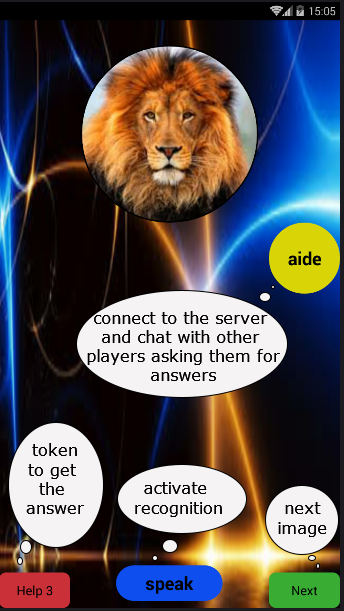 15:05
aide
connect to the server
and chat with other
players asking them for
answers
token
to get
the
answer
activate
recognition
next
image
Help 3
speak
Next